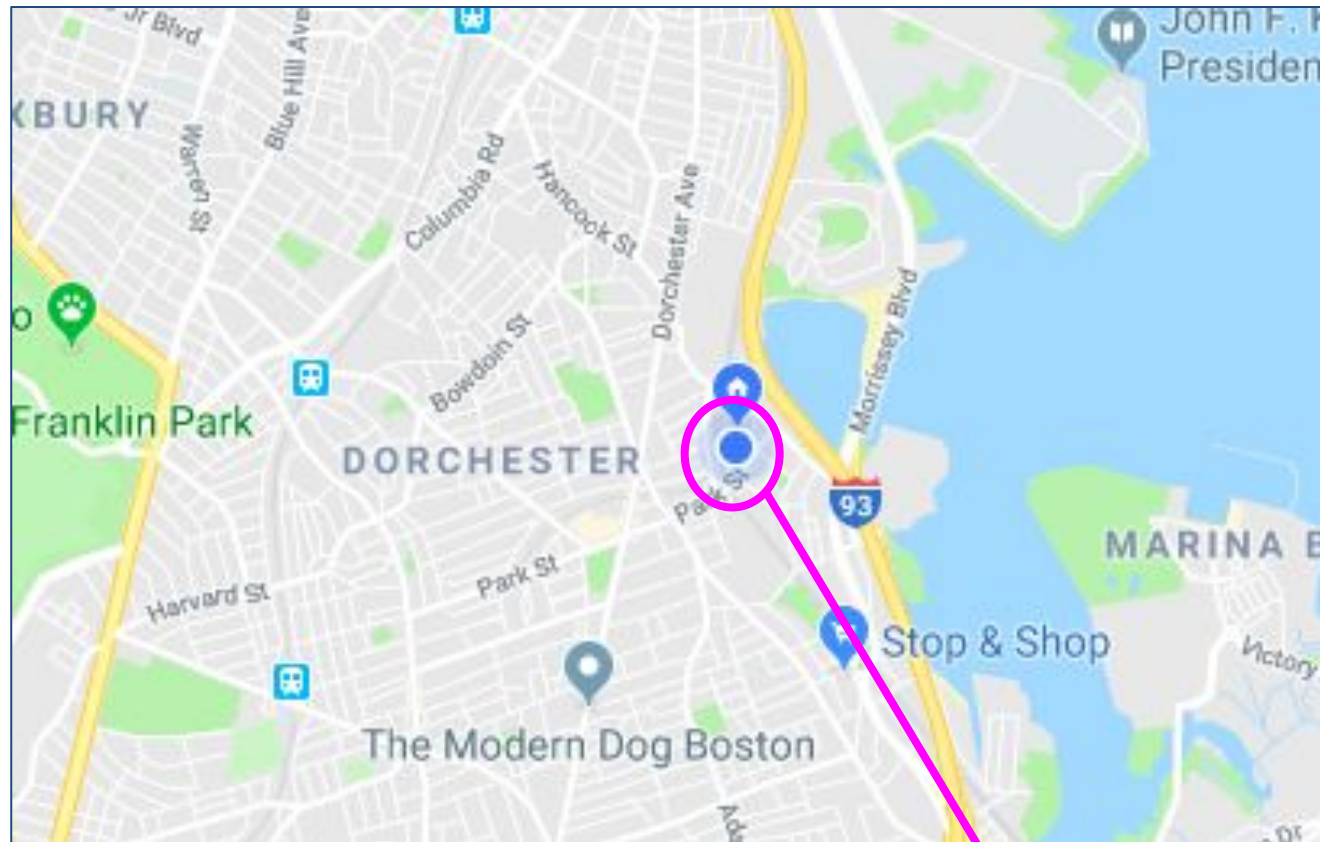 Jr Blvd
John F. K
Presiden
XBURY
Warren St
Blue Hill Ave
Columbia Rd
Hancock St
Dorchester Ave
Morrissey Blvd
Bowdoin St
o
Franklin Park
DORCHESTER
Park St
93
MARINA B
Park St
Harvard St
Stop & Shop
Victory
The Modern Dog Boston
Ada
Dr